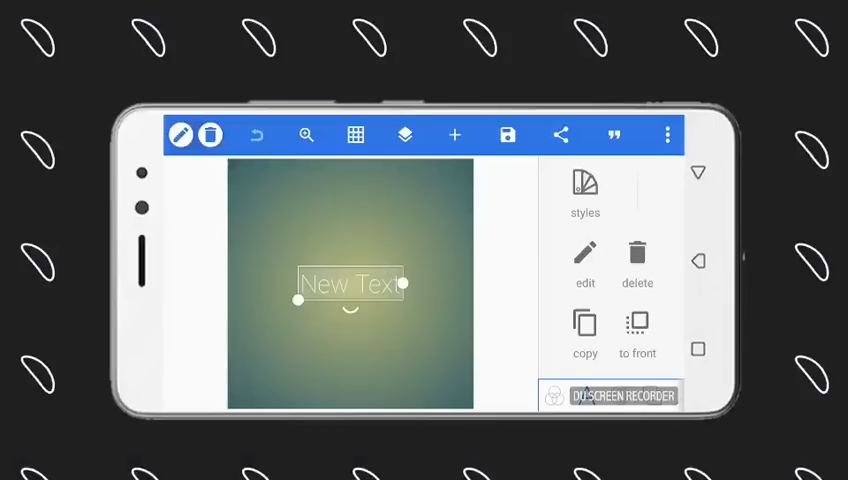 New Text
styles
edit delete
copy to front
DU SCREEN RECORDER